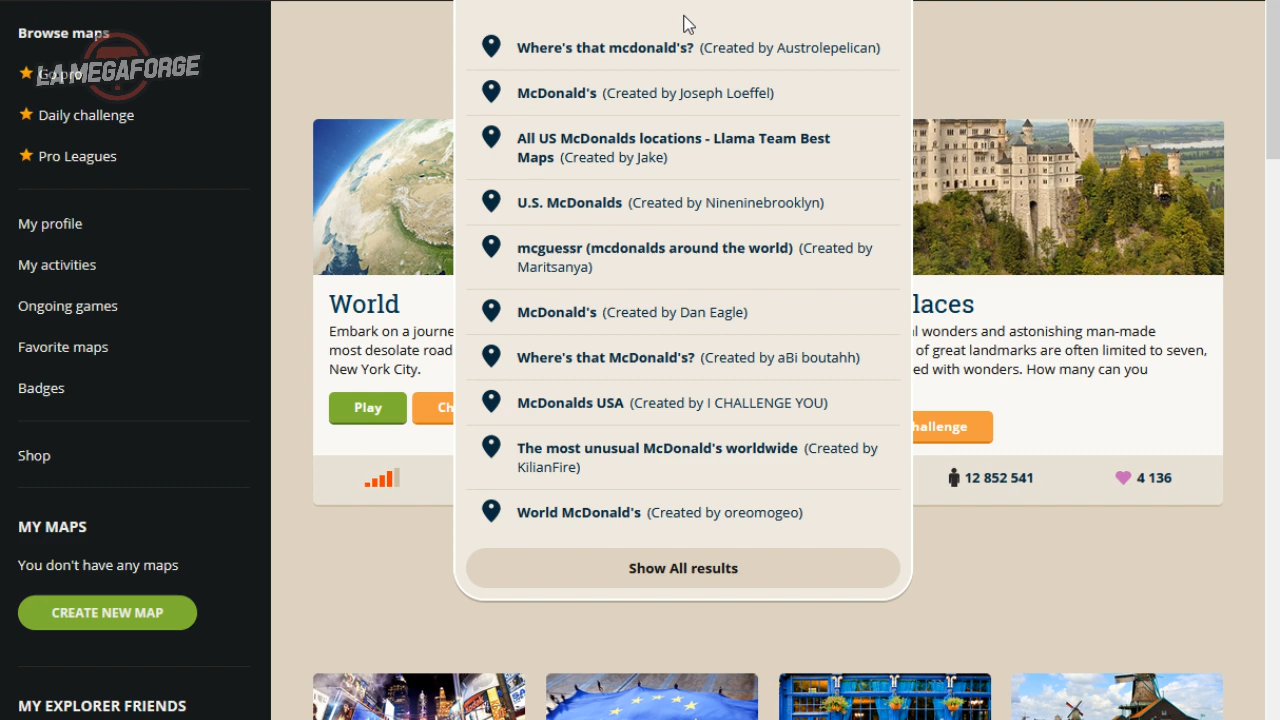 Browse maps
Go pro
LA MEGAFORGE
Daily challenge
Pro Leagues
My profile
My activities
Ongoing games
Favorite maps
Badges
Shop
MY MAPS
You don't have any maps
CREATE NEW MAP
MY EXPLORER FRIENDS
Where's that mcdonald's? (Created by Austrolepelican)
McDonald's (Created by Joseph Loeffel)
All US McDonalds locations - Llama Team Best
Maps (Created by Jake)
U.S. McDonalds (Created by Nineninebrooklyn)
mcguessr (mcdonalds around the world) (Created by
Maritsanya)
McDonald's (Created by Dan Eagle)
Where's that McDonald's? (Created by aBi boutahh)
McDonalds USA (Created by I CHALLENGE YOU)
The most unusual McDonald's worldwide (Created by
KilianFire)
World McDonald's (Created by oreomogeo)
Show All results
World
Embark on a journe
most desolate road
New York City.
Play
Ch
laces
l wonders and astonishing man-made
of great landmarks are often limited to seven,
ed with wonders. How many can you
hallenge
12 852 541
4 136